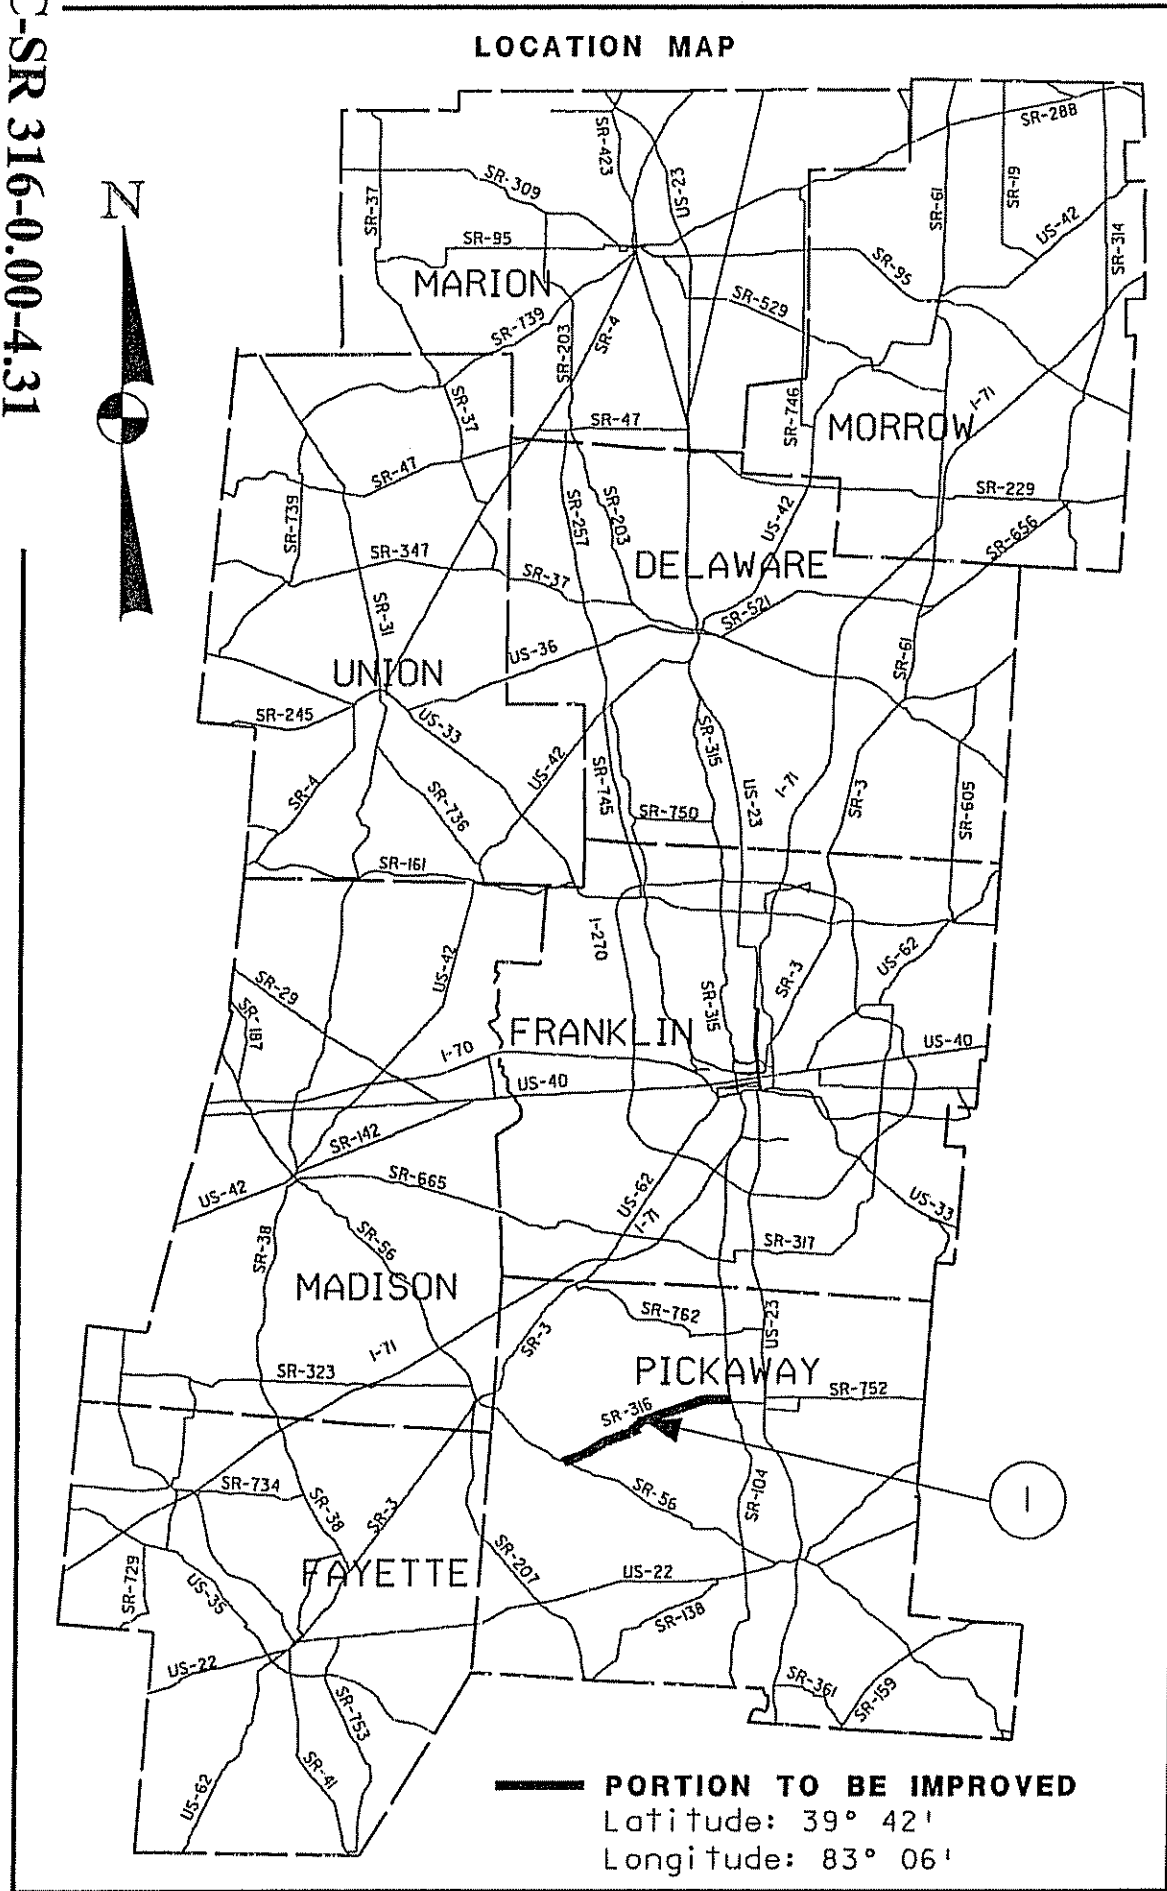 C-SR 316-0.00-4.31
LOCATION MAP
N
SR-423
US-23
SR-288
SR-19
SR-61
US-42
SR-314
SR-37
SR-309
SR-95
SR-95
MARION
SR-739
SR-203
SR-4
SR-529
SR-37
SR-47
SR-746
MORROW
I-71
SR-47
SR-739
SR-257
SR-203
US-42
SR-229
SR-656
SR-347
SR-37
DELAWARE
SR-31
SR-521
US-36
SR-61
UNION
SR-245
US-33
US-42
SR-315
SR-4
SR-736
SR-745
SR-750
US-23
I-71
SR-3
SR-605
SR-161
US-42
I-270
US-62
SR-29
SR-187
SR-315
SR-3
FRANKLIN
I-70
US-40
US-40
SR-142
SR-665
US-42
US-62
I-71
US-33
SR-38
SR-56
SR-317
MADISON
SR-762
US-23
SR-3
I-71
SR-323
PICKAWAY
SR-752
SR-316
SR-734
SR-38
SR-3
SR-56
SR-104
1
SR-729
US-35
FAYETTE
SR-207
US-22
SR-138
US-22
SR-753
SR-361
SR-159
US-62
SR-41
PORTION TO BE IMPROVED
Latitude: 39° 42'
Longitude: 83° 06'